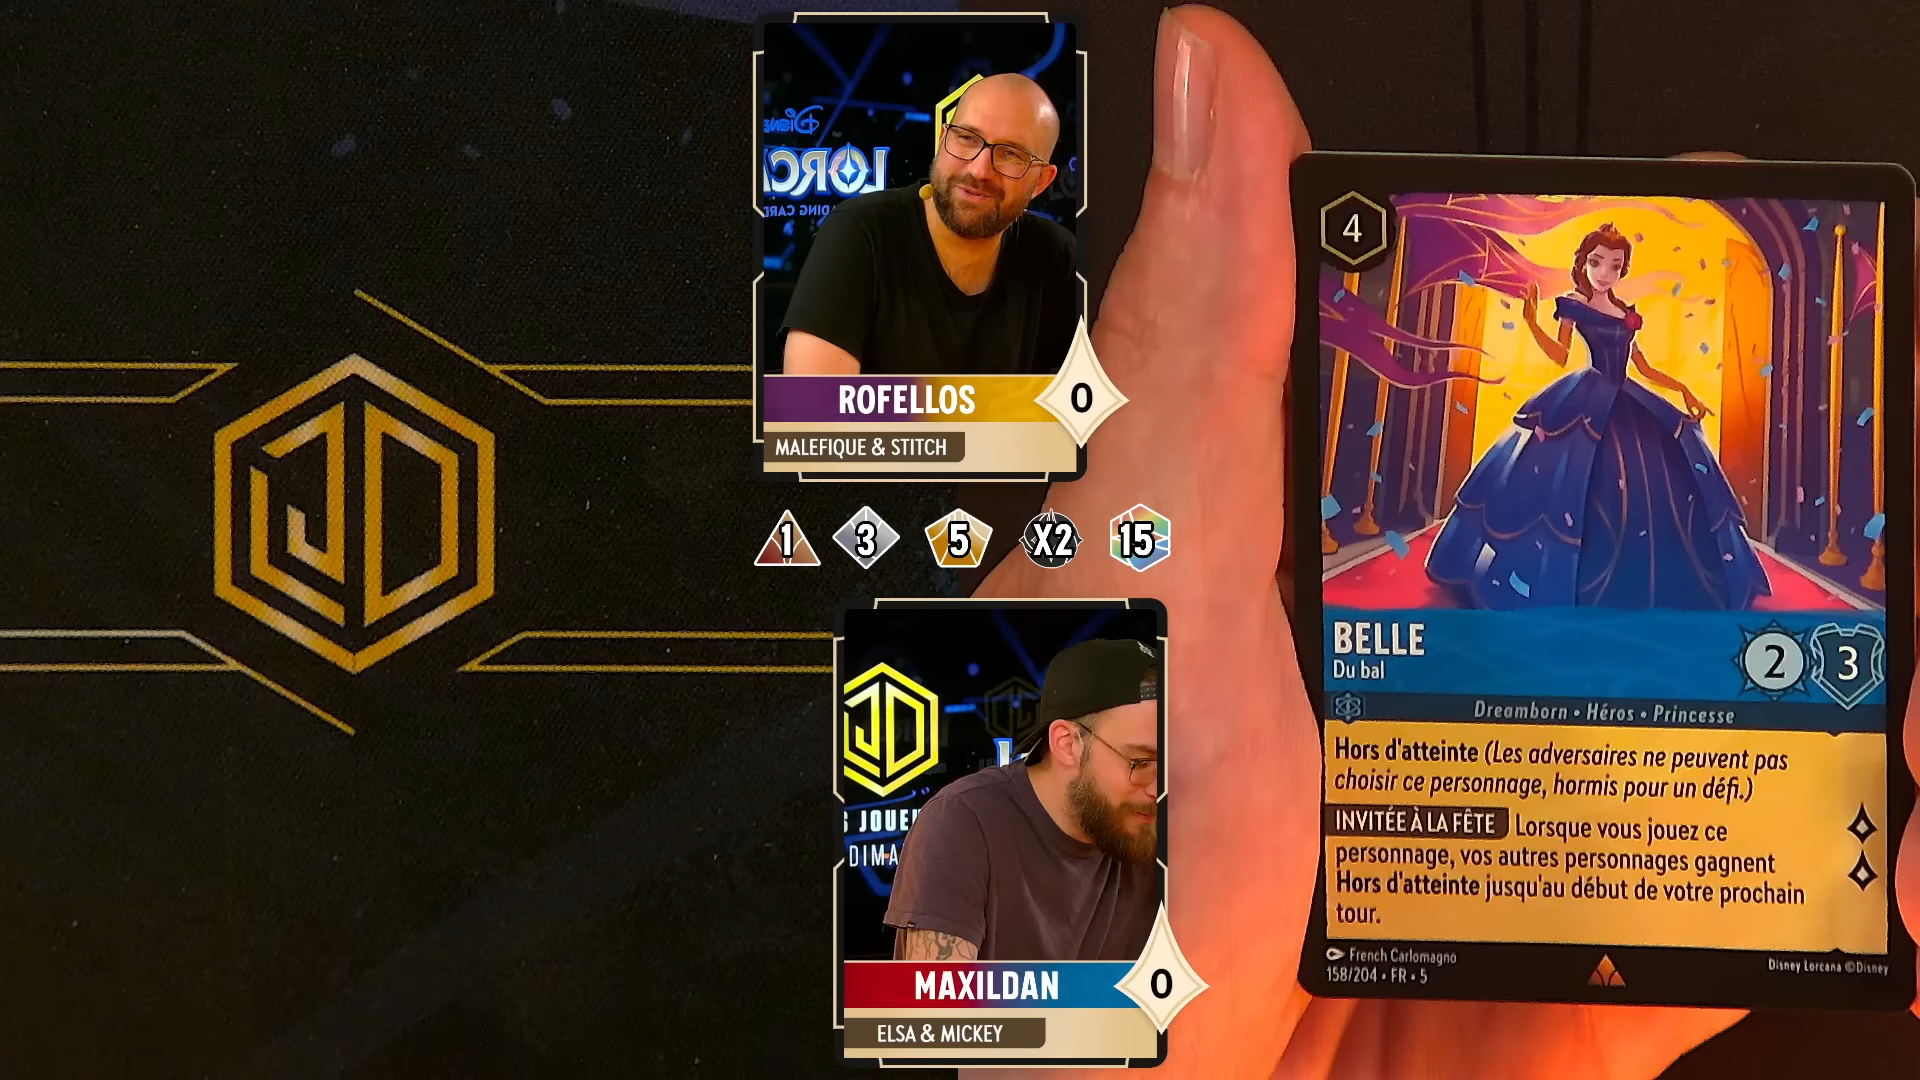 ROFELLOS
0
MALEFIQUE & STITCH
1
3
5
X2
15
JD
MAXILDAN
0
ELSA & MICKEY
4
BELLE
Du bal
2
3
Dreamborn • Héros • Princesse
Hors d'atteinte (Les adversaires ne peuvent pas
choisir ce personnage, hormis pour un défi.)
INVITÉE À LA FÊTE Lorsque vous jouez ce
personnage, vos autres personnages gagnent
Hors d'atteinte jusqu'au début de votre prochain
tour.
French Carlomagno
158/204 • FR • 5
Disney Lorcana ©Disney